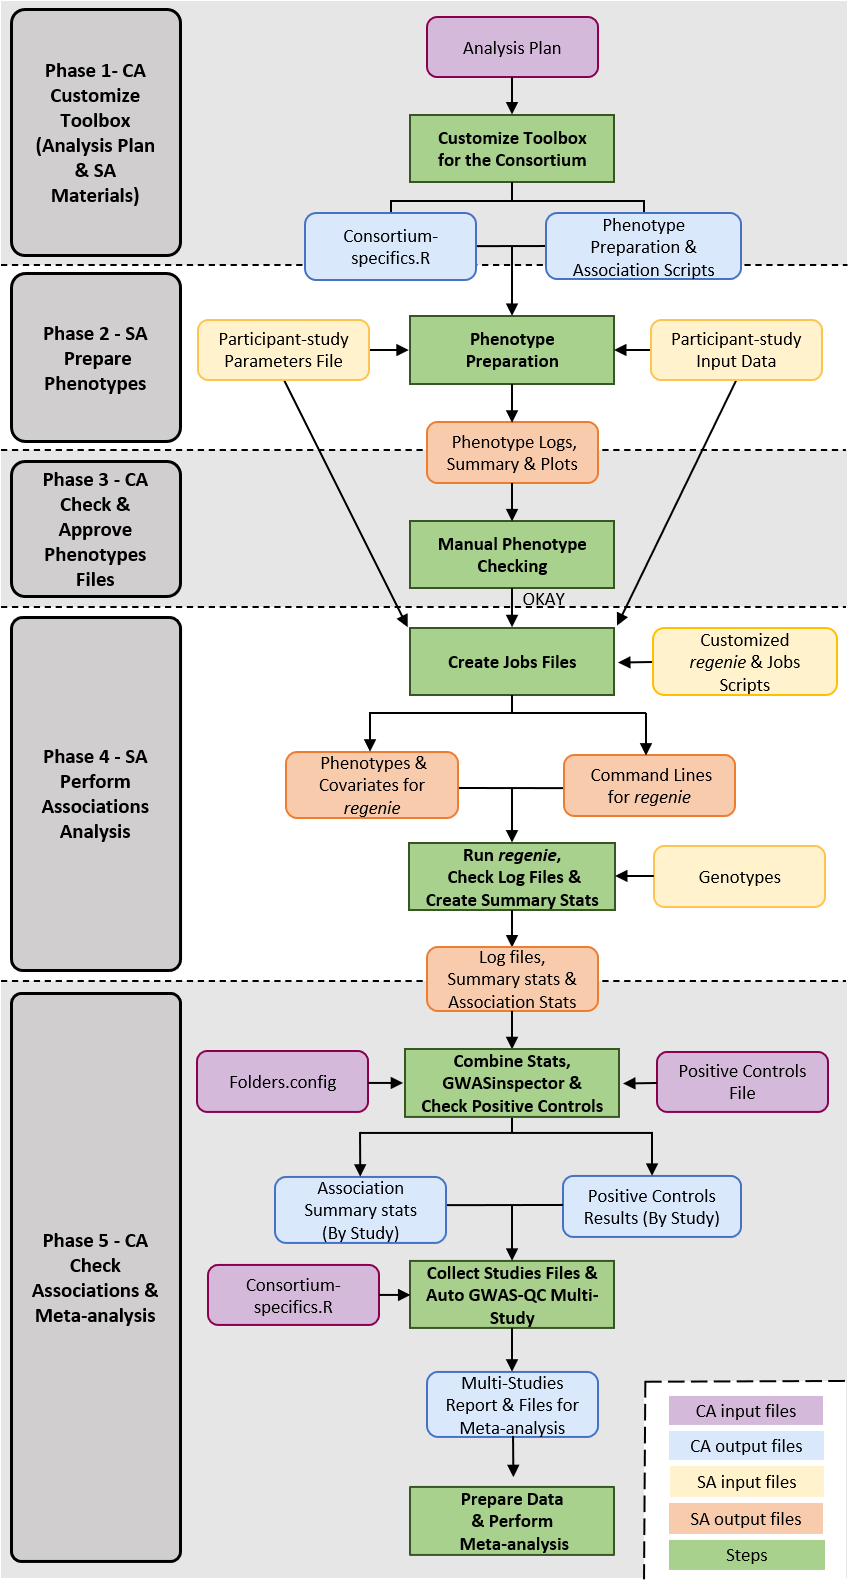 Phase 1- CA
Customize
Toolbox
(Analysis Plan
& SA
Materials)
Analysis Plan
Customize Toolbox
for the Consortium
Consortium-
specifics.R
Phenotype
Preparation &
Association Scripts
Phase 2 - SA
Prepare
Phenotypes
Participant-study
Parameters File
Phenotype
Preparation
Participant-study
Input Data
Phenotype Logs,
Summary & Plots
Phase 3 - CA
Check &
Approve
Phenotypes
Files
Manual Phenotype
Checking
OKAY
Phase 4 - SA
Perform
Associations
Analysis
Create Jobs Files
Customized
regenie & Jobs
Scripts
Phenotypes &
Covariates for
regenie
Command Lines
for regenie
Run regenie,
Check Log Files &
Create Summary Stats
Genotypes
Log files,
Summary stats &
Association Stats
Phase 5 - CA
Check
Associations &
Meta-analysis
Folders.config
Combine Stats,
GWASinspector &
Check Positive Controls
Positive Controls
File
Association
Summary stats
(By Study)
Positive Controls
Results (By Study)
Consortium-
specifics.R
Collect Studies Files &
Auto GWAS-QC Multi-
Study
Multi-Studies
Report & Files for
Meta-analysis
Prepare Data
& Perform
Meta-analysis
CA input files
CA output files
SA input files
SA output files
Steps